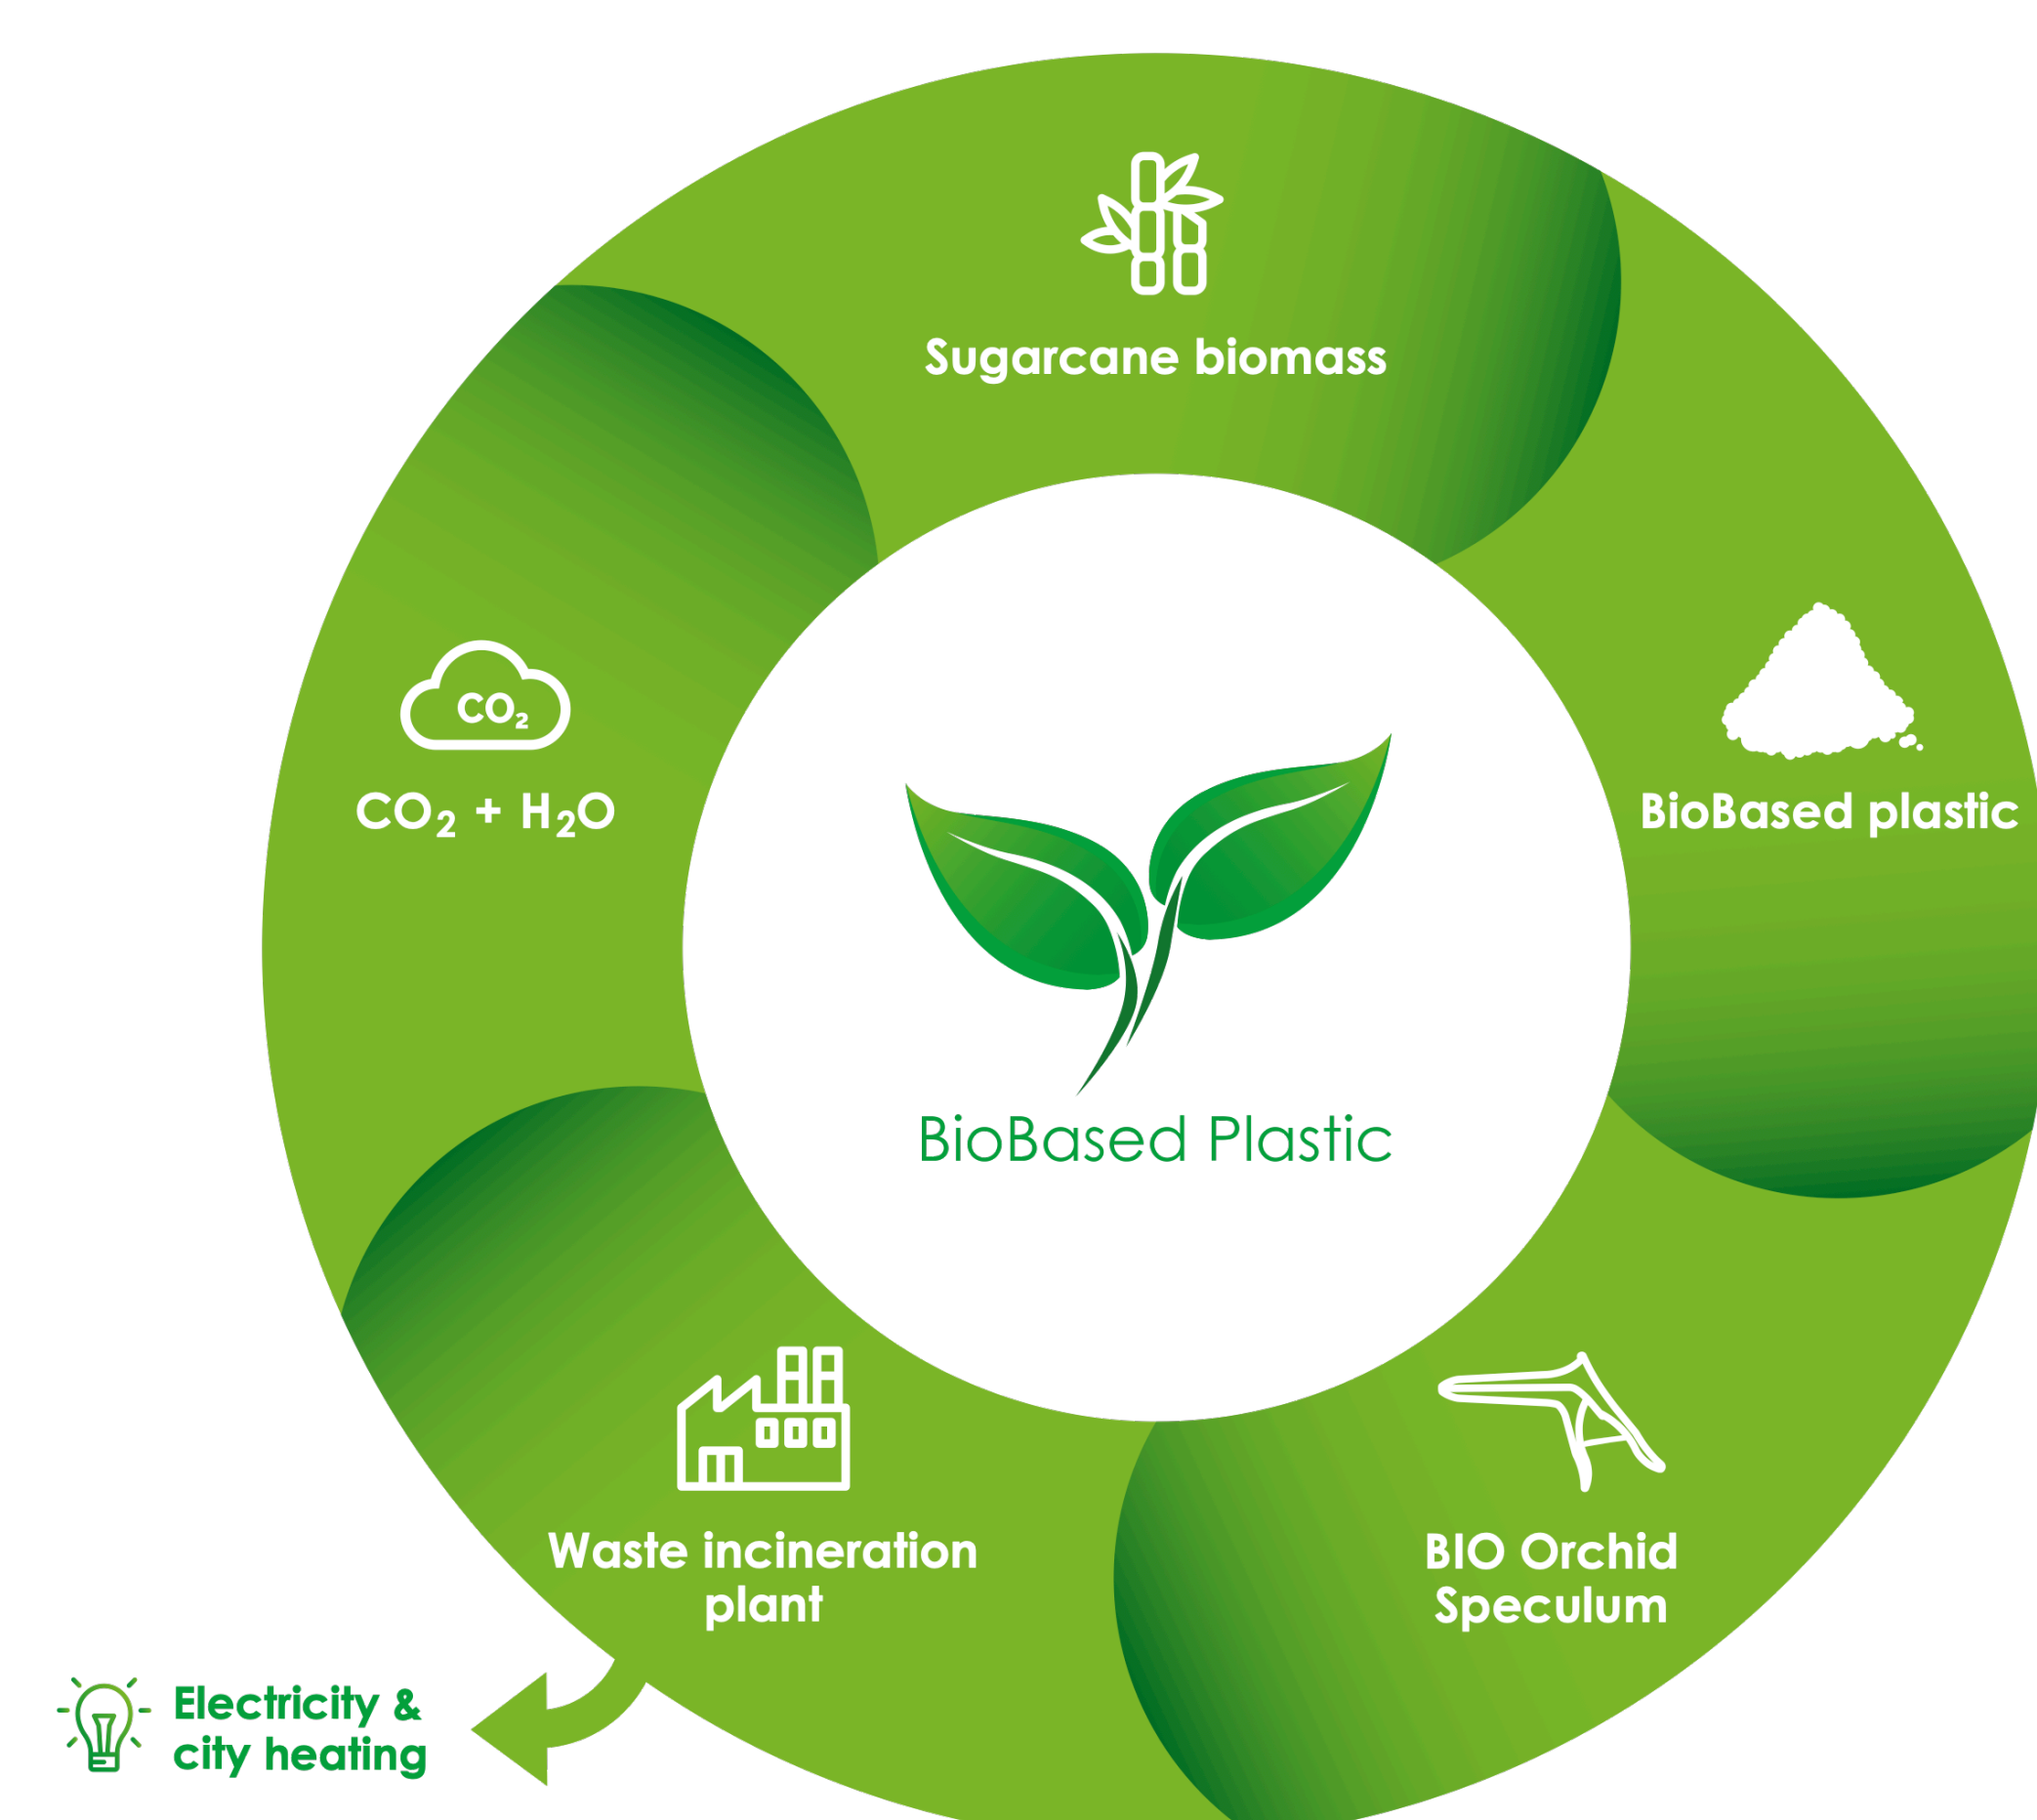 Sugarcane biomass
CO₂
CO₂ + H₂O
BioBased plastic
BioBased Plastic
Waste incineration
plant
BIO Orchid
Speculum
Electricity &
city heating